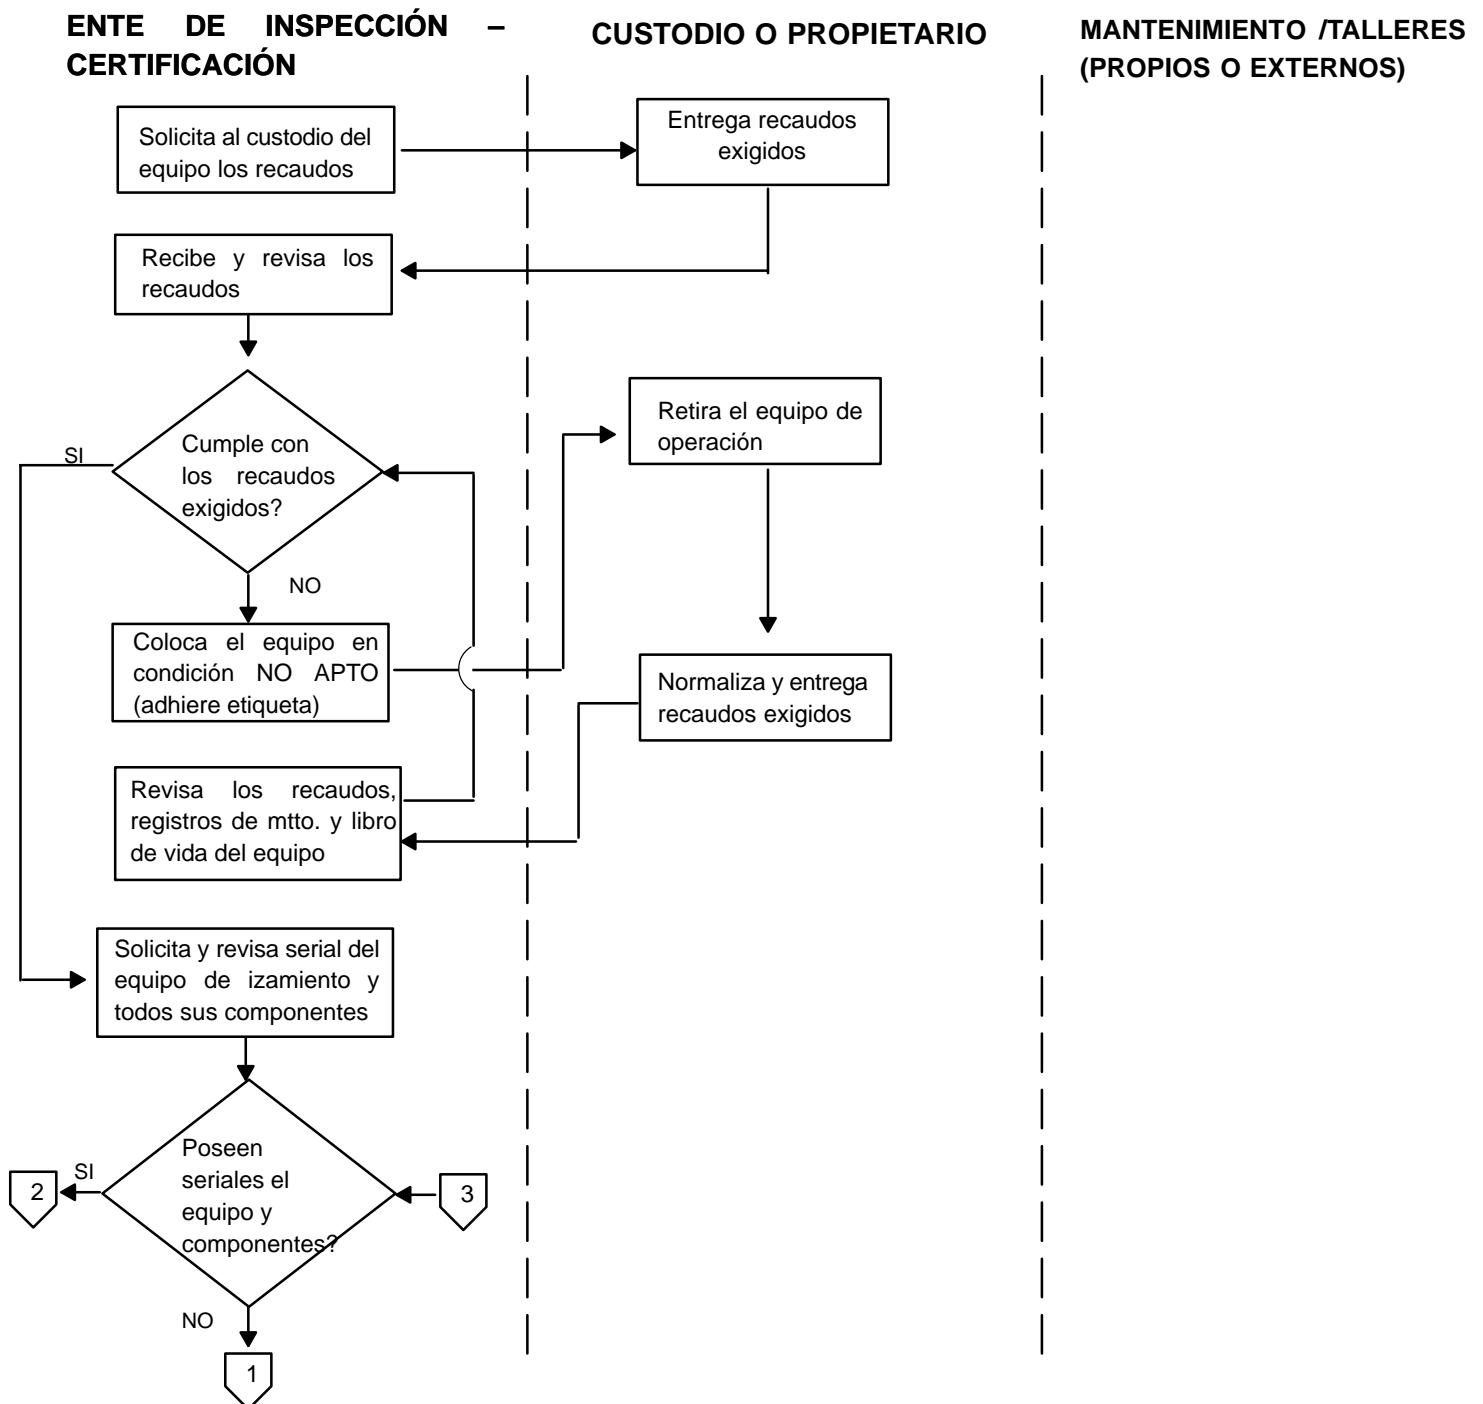 ENTE DE INSPECCIÓN –
CERTIFICACIÓN
CUSTODIO O PROPIETARIO
MANTENIMIENTO /TALLERES
(PROPIOS O EXTERNOS)
Solicita al custodio del
equipo los recaudos
Entrega recaudos
exigidos
Recibe y revisa los
recaudos
Cumple con
los recaudos
exigidos?
SI
NO
Retira el equipo de
operación
Coloca el equipo en
condición NO APTO
(adhiere etiqueta)
Normaliza y entrega
recaudos exigidos
Revisa los recaudos,
registros de mtto. y libro
de vida del equipo
Solicita y revisa serial del
equipo de izamiento y
todos sus componentes
Poseen
seriales el
equipo y
componentes?
SI
2
3
NO
1